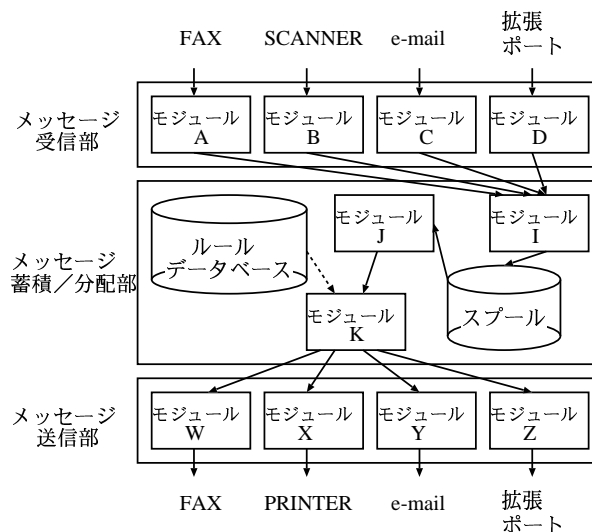 FAX SCANNER e-mail 拡張
ポート
メッセージ
受信部
モジュール
A
モジュール
B
モジュール
C
モジュール
D
メッセージ
蓄積／分配部
ルール
データベース
モジュール
J
モジュール
I
スプール
モジュール
K
メッセージ
送信部
モジュール
W
モジュール
X
モジュール
Y
モジュール
Z
FAX PRINTER e-mail 拡張
ポート